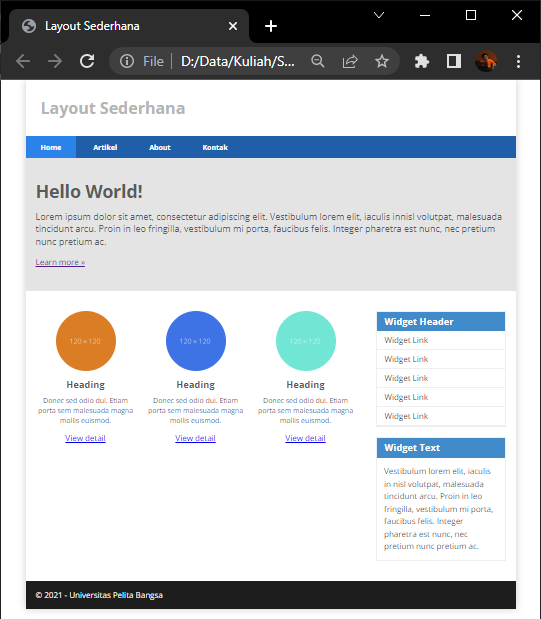 Layout Sederhana
File
D:/Data/Kuliah/S...
Layout Sederhana
Home Artikel About Kontak
Hello World!
Lorem ipsum dolor sit amet, consectetur adipiscing elit. Vestibulum lorem elit, iaculis innisl volutpat, malesuada
tincidunt arcu. Proin in leo fringilla, vestibulum mi porta, faucibus felis. Integer pharetra est nunc, nec pretium
nunc pretium ac.
Learn more »
120 × 120
Heading
Donec sed odio dui. Etiam
porta sem malesuada magna
mollis euismod.
View detail
120 × 120
Heading
Donec sed odio dui. Etiam
porta sem malesuada magna
mollis euismod.
View detail
120 × 120
Heading
Donec sed odio dui. Etiam
porta sem malesuada magna
mollis euismod.
View detail
Widget Header
Widget Link
Widget Link
Widget Link
Widget Link
Widget Link
Widget Text
Vestibulum lorem elit, iaculis
in nisl volutpat, malesuada
tincidunt arcu. Proin in leo
fringilla, vestibulum mi porta,
faucibus felis. Integer
pharetra est nunc, nec
pretium nunc pretium ac.
© 2021 - Universitas Pelita Bangsa